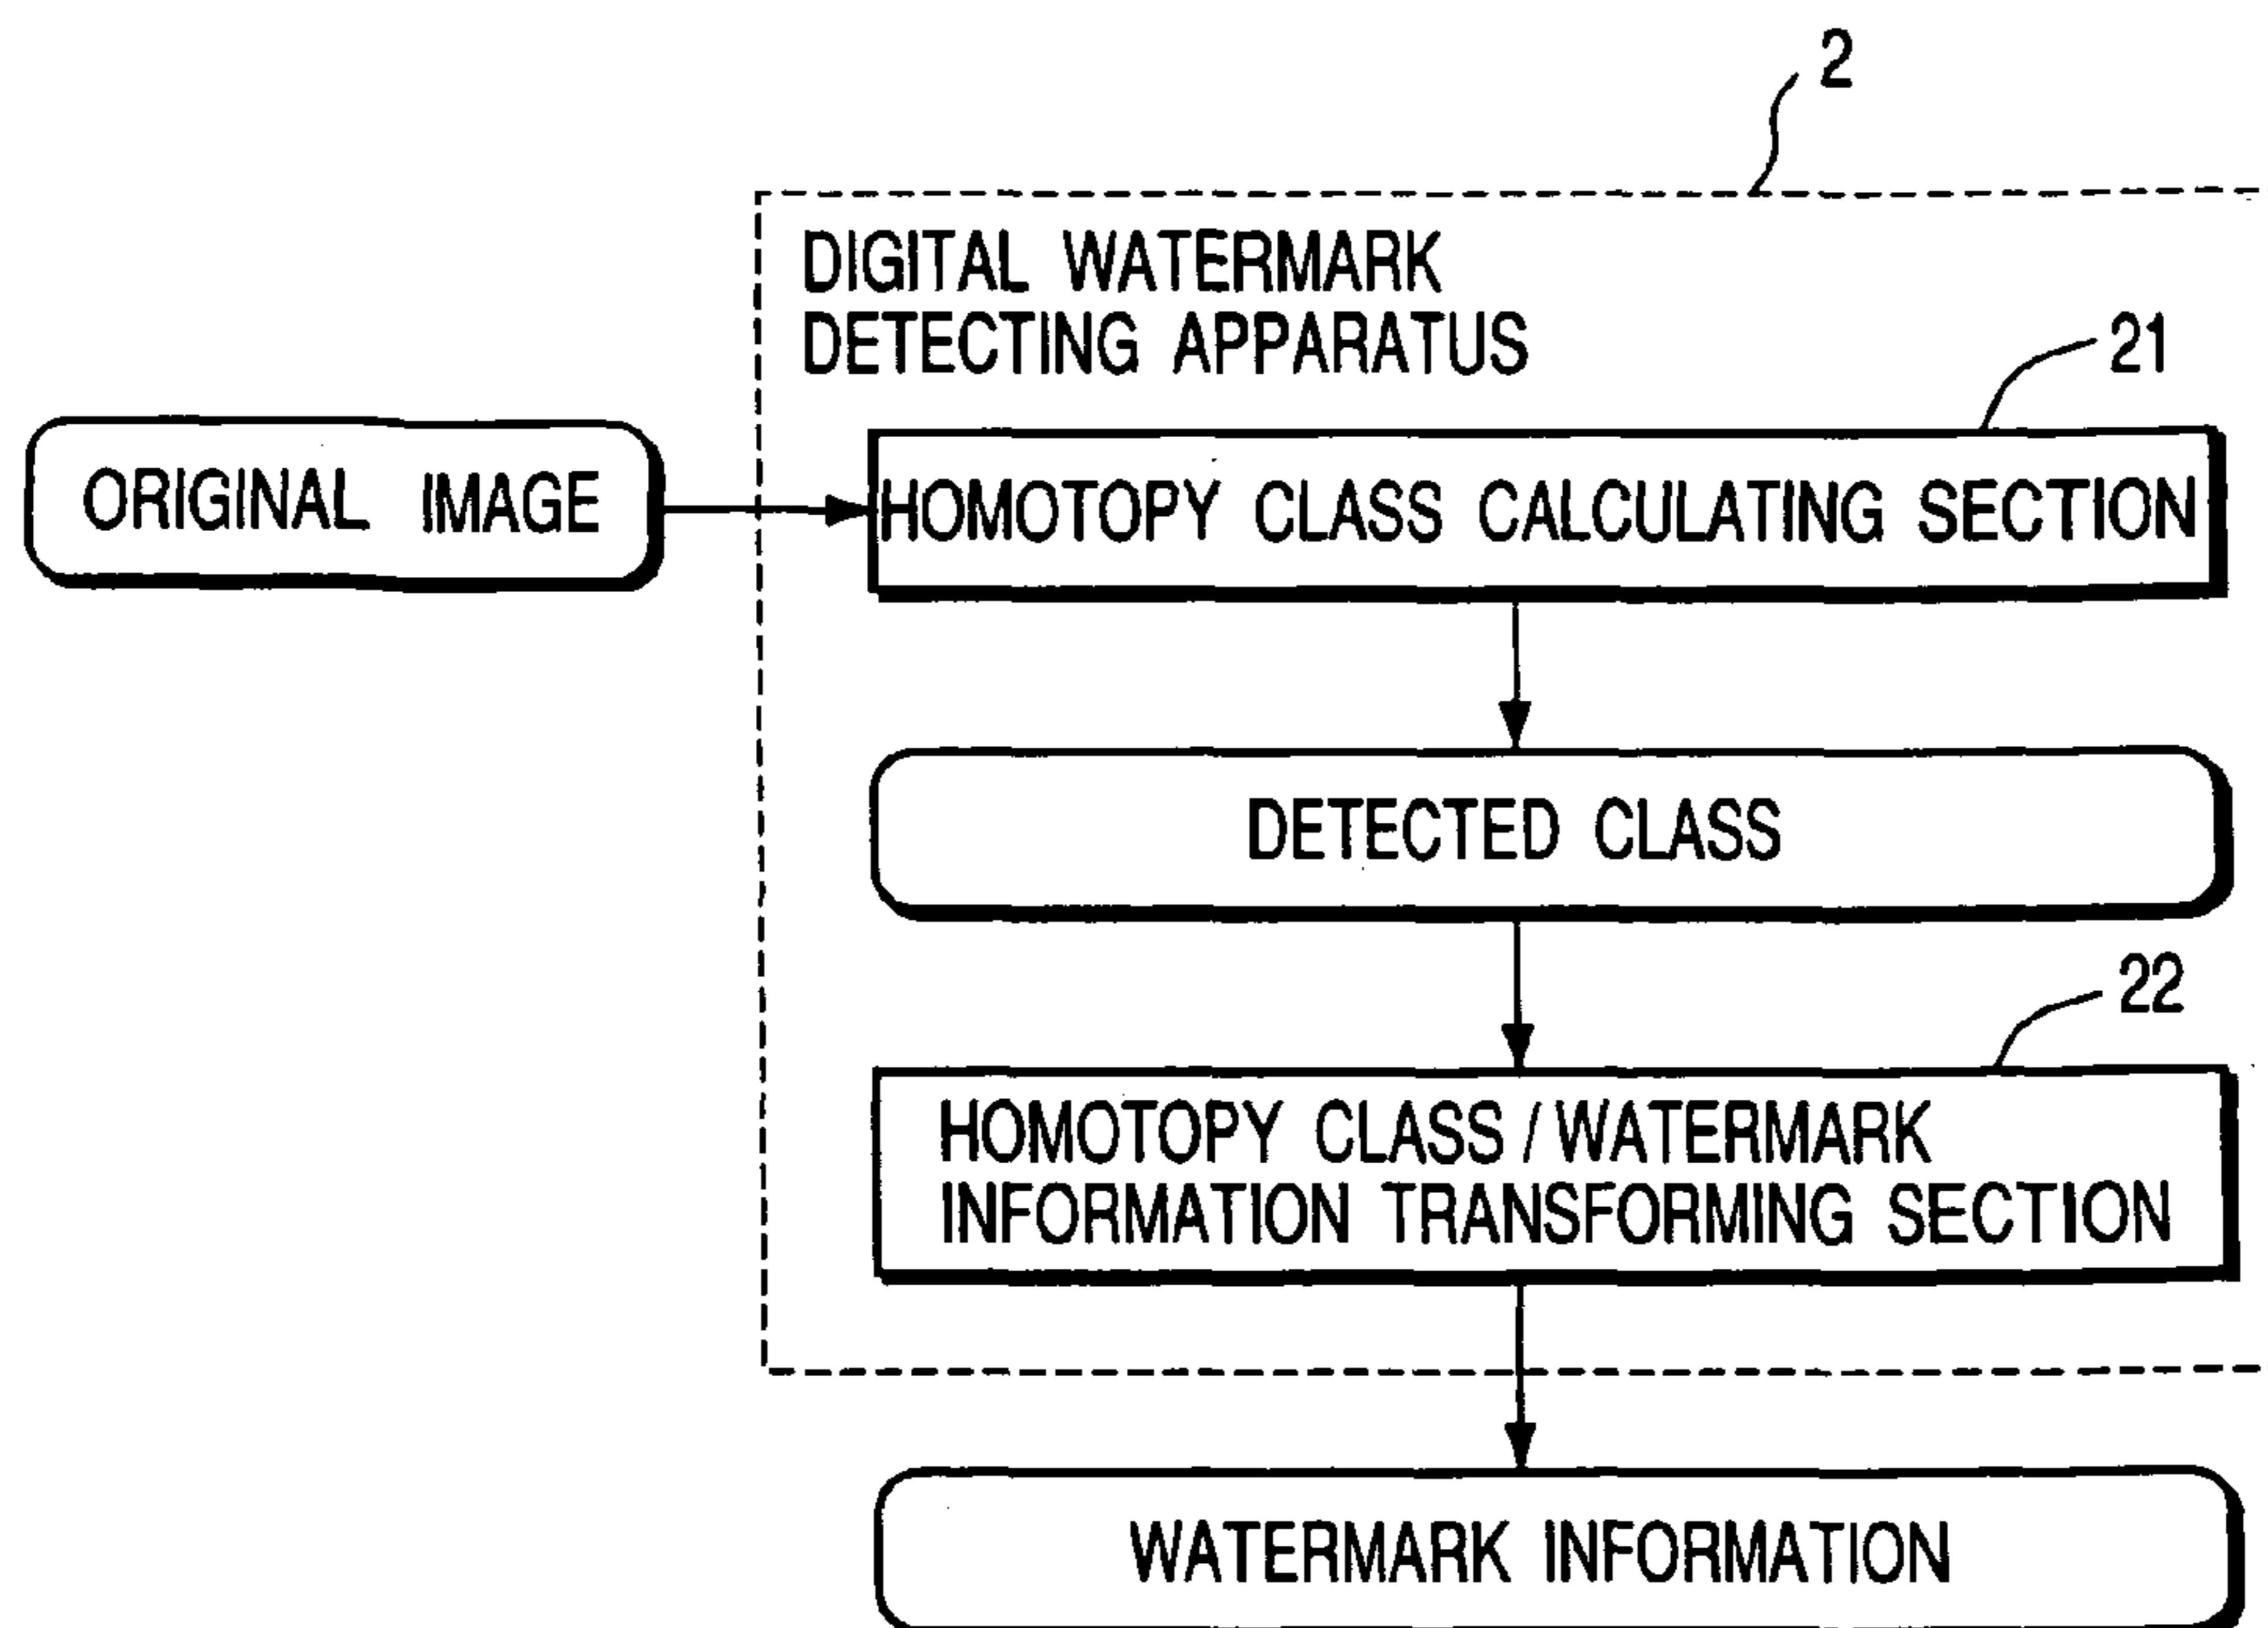 2
DIGITAL WATERMARK
DETECTING APPARATUS
21
ORIGINAL IMAGE
HOMOTOPY CLASS CALCULATING SECTION
DETECTED CLASS
22
HOMOTOPY CLASS / WATERMARK
INFORMATION TRANSFORMING SECTION
WATERMARK INFORMATION